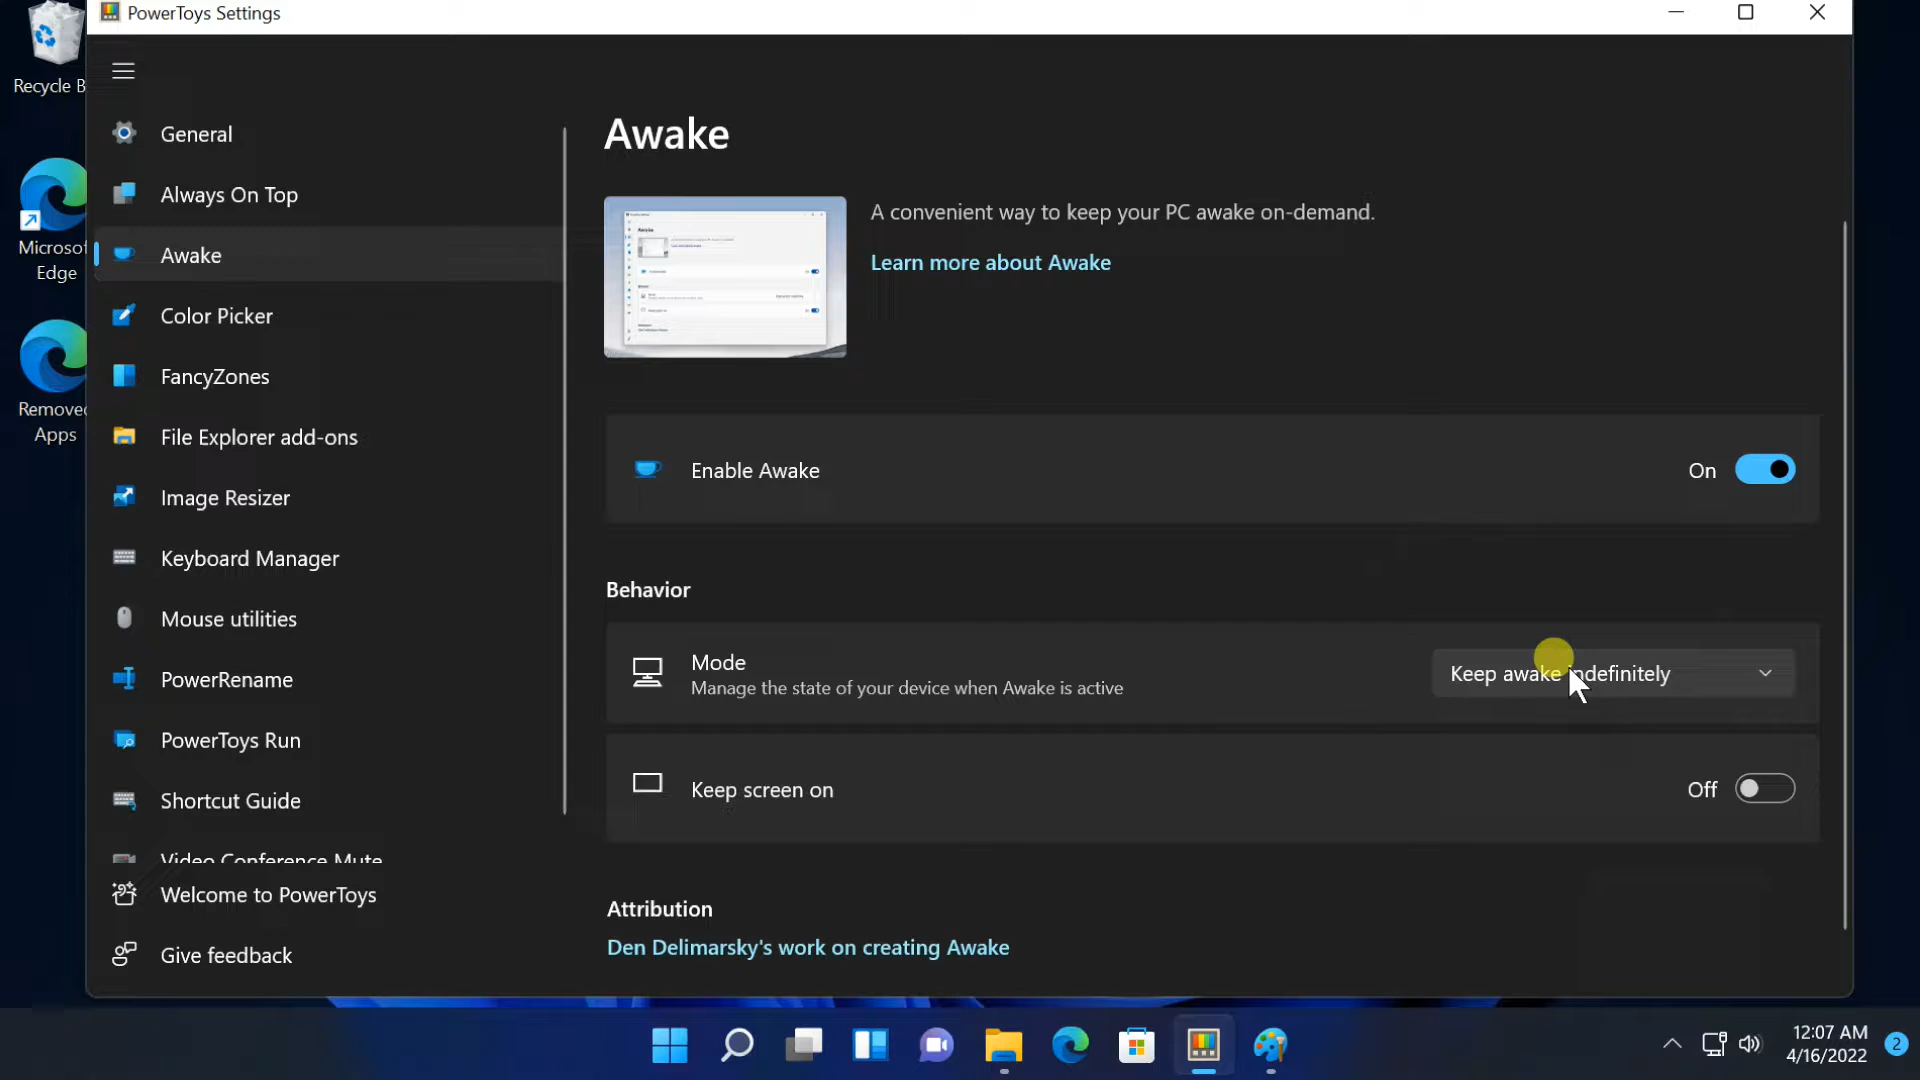 PowerToys Settings
Recycle B
Microsof
Edge
Remove
Apps
General
Always On Top
Awake
Color Picker
FancyZones
File Explorer add-ons
Image Resizer
Keyboard Manager
Mouse utilities
PowerRename
PowerToys Run
Shortcut Guide
Video Conference Mute
Welcome to PowerToys
Give feedback
Awake
A convenient way to keep your PC awake on-demand.
Learn more about Awake
Enable Awake
On
Behavior
Mode
Manage the state of your device when Awake is active
Keep awake indefinitely
Keep screen on
Off
Attribution
Den Delimarsky's work on creating Awake
12:07 AM
4/16/2022
2